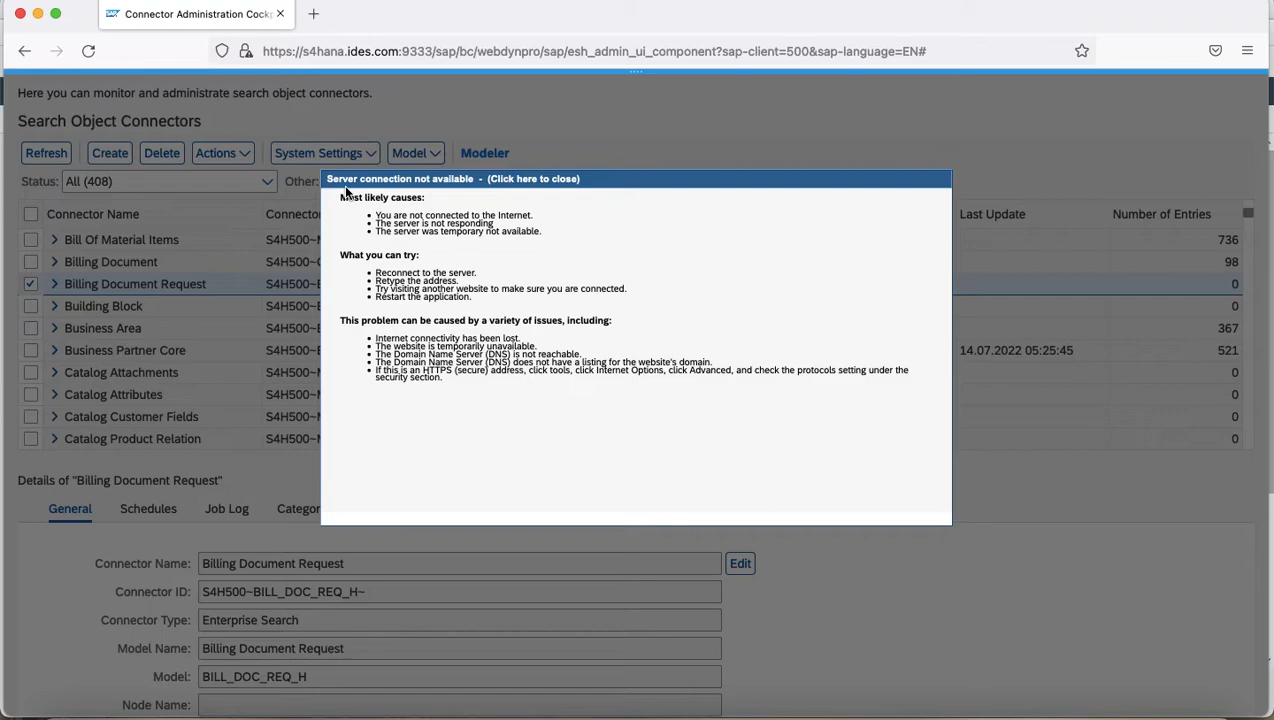 Connector Administration Cockp
https://s4hana.ides.com:9333/sap/bc/webdynpro/sap/esh_admin_ui_component?sap-client=500&sap-language=EN#
Here you can monitor and administrate search object connectors.
Search Object Connectors
Refresh Create Delete Actions System Settings Model Modeler
Status: All (408) Other:
Server connection not available - (Click here to close)
Most likely causes:
You are not connected to the Internet.
The server is not responding
The server was temporary not available.
What you can try:
Reconnect to the server.
Retype the address.
Try visiting another website to make sure you are connected.
Restart the application.
This problem can be caused by a variety of issues, including:
Internet connectivity has been lost.
The website is temporarily unavailable.
The Domain Name Server (DNS) is not reachable.
The Domain Name Server (DNS) does not have a listing for the website's domain.
If this is an HTTPS (secure) address, click tools, click Internet Options, click Advanced, and check the protocols setting under the
security section.
Connector Name Connecto Last Update Number of Entries
Bill Of Material Items S4H500~M 736
Billing Document S4H500~C 98
Billing Document Request S4H500~B 0
Building Block S4H500~E 0
Business Area S4H500~E 367
Business Partner Core S4H500~E 14.07.2022 05:25:45 521
Catalog Attachments S4H500~M 0
Catalog Attributes S4H500~M 0
Catalog Customer Fields S4H500~M 0
Catalog Product Relation S4H500~M 0
Details of "Billing Document Request"
General Schedules Job Log Categor
Connector Name: Billing Document Request Edit
Connector ID: S4H500~BILL_DOC_REQ_H~
Connector Type: Enterprise Search
Model Name: Billing Document Request
Model: BILL_DOC_REQ_H
Node Name: